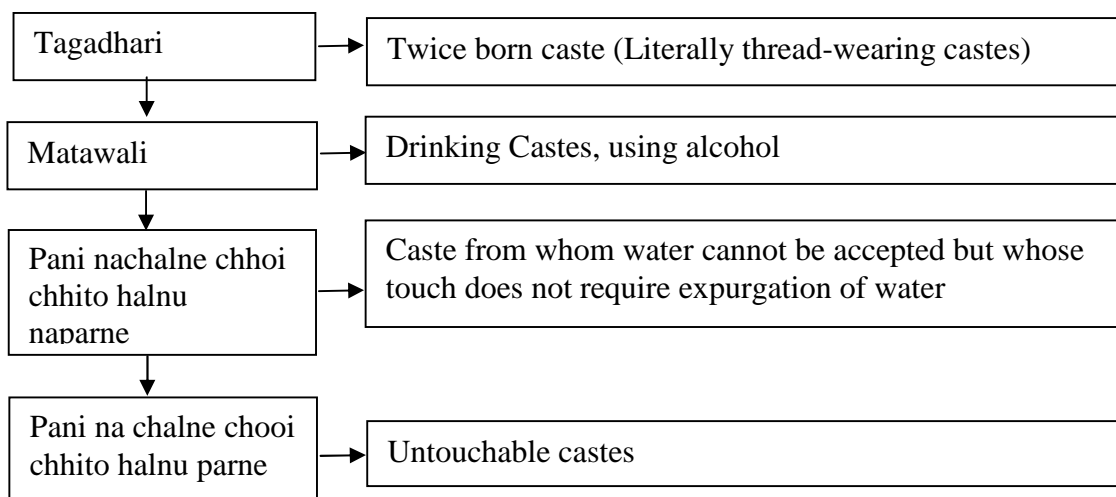 Tagadhari
Twice born caste (Literally thread-wearing castes)
Matawali
Drinking Castes, using alcohol
Pani nachalne chhoi
chhito halnu
naparne
Caste from whom water cannot be accepted but whose
touch does not require expurgation of water
Pani na chalne chooi
chhito halnu parne
Untouchable castes